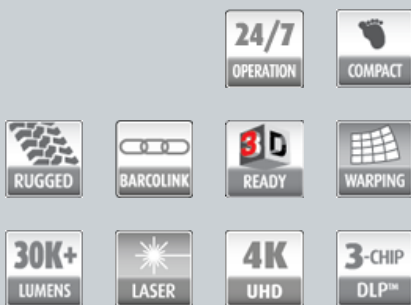 24/7
OPERATION
COMPACT
RUGGED
BARCOLINK
3D
READY
WARPING
30K+
LUMENS
LASER
4K
UHD
3-CHIP
DLP™